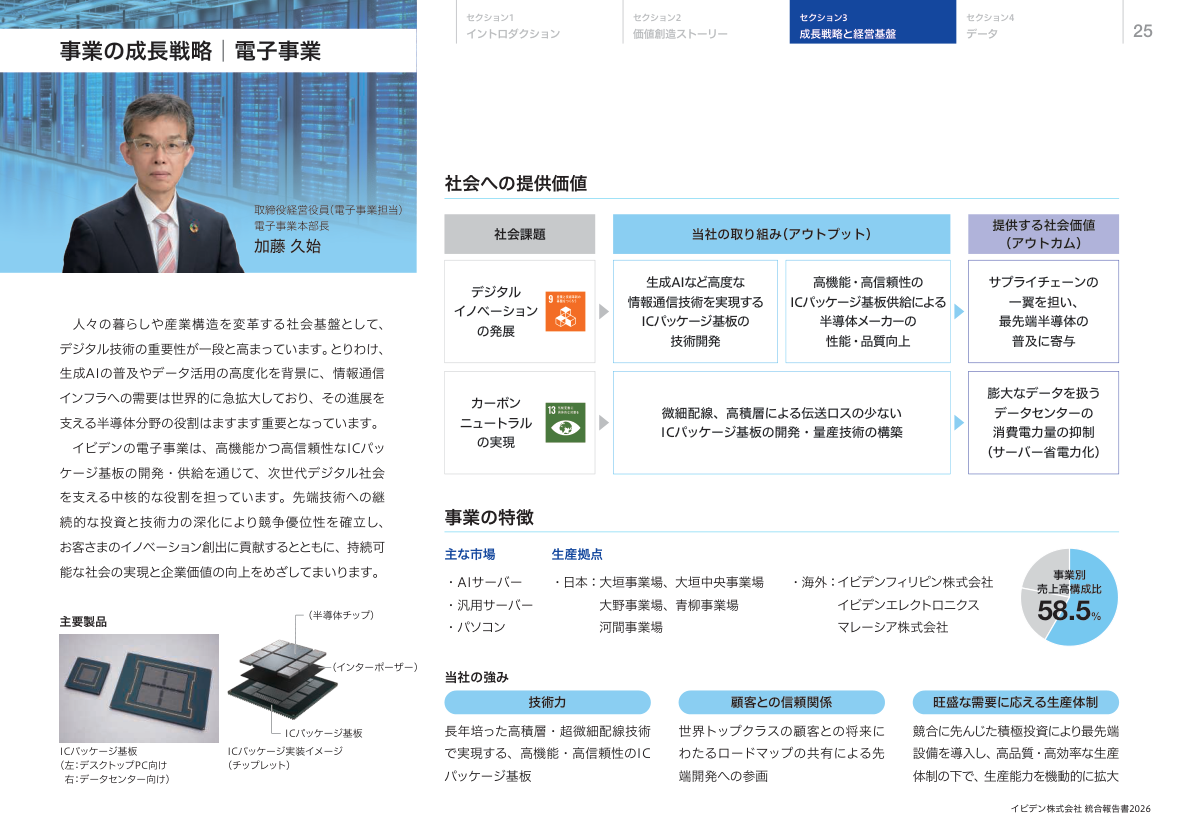 セクション1
イントロダクション
セクション2
価値創造ストーリー
セクション3
成長戦略と経営基盤
セクション4
データ
25
事業の成長戦略｜電子事業
取締役経営役員（電子事業担当）
電子事業本部長
加藤 久始
人々の暮らしや産業構造を変革する社会基盤として、
デジタル技術の重要性が一段と高まっています。とりわけ、
生成AIの普及やデータ活用の高度化を背景に、情報通信
インフラへの需要は世界的に急拡大しており、その進展を
支える半導体分野の役割はますます重要となっています。
イビデンの電子事業は、高機能かつ高信頼性なICパッ
ケージ基板の開発・供給を通じて、次世代デジタル社会
を支える中核的な役割を担っています。先端技術への継
続的な投資と技術力の深化により競争優位性を確立し、
お客さまのイノベーション創出に貢献するとともに、持続可
能な社会の実現と企業価値の向上をめざしてまいります。
主要製品
ICパッケージ基板
（左：デスクトップPC向け
右：データセンター向け）
（半導体チップ）
（インターポーザー）
ICパッケージ基板
ICパッケージ実装イメージ
（チップレット）
社会への提供価値
社会課題
当社の取り組み（アウトプット）
提供する社会価値
（アウトカム）
デジタル
イノベーション
の発展
9
生成AIなど高度な
情報通信技術を実現する
ICパッケージ基板の
技術開発
高機能・高信頼性の
ICパッケージ基板供給による
半導体メーカーの
性能・品質向上
サプライチェーンの
一翼を担い、
最先端半導体の
普及に寄与
カーボン
ニュートラル
の実現
13
微細配線、高積層による伝送ロスの少ない
ICパッケージ基板の開発・量産技術の構築
膨大なデータを扱う
データセンターの
消費電力量の抑制
（サーバー省電力化）
事業の特徴
主な市場
・AIサーバー
・汎用サーバー
・パソコン
生産拠点
・日本：大垣事業場、大垣中央事業場
大野事業場、青柳事業場
河間事業場
・海外：イビデンフィリピン株式会社
イビデンエレクトロニクス
マレーシア株式会社
事業別
売上高構成比
58.5%
当社の強み
技術力
長年培った高積層・超微細配線技術
で実現する、高機能・高信頼性のIC
パッケージ基板
顧客との信頼関係
世界トップクラスの顧客との将来に
わたるロードマップの共有による先
端開発への参画
旺盛な需要に応える生産体制
競合に先んじた積極投資により最先端
設備を導入し、高品質・高効率な生産
体制の下で、生産能力を機動的に拡大
イビデン株式会社 統合報告書2026